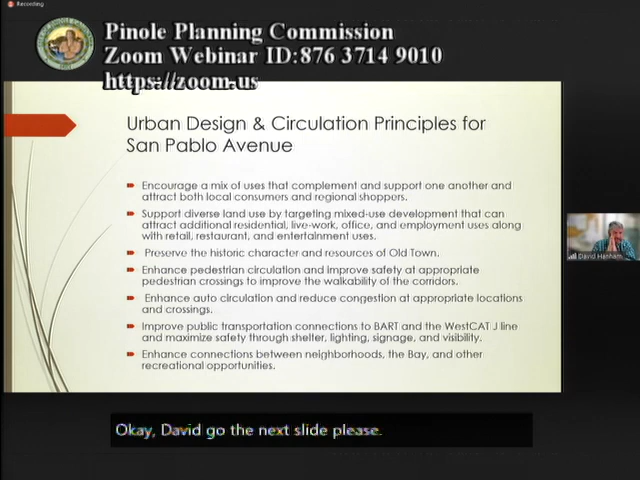 Recording
Pinole Planning Commission
Zoom Webinar ID:876 3714 9010
https://zoom.us
Urban Design & Circulation Principles for
San Pablo Avenue
Encourage a mix of uses that complement and support one another and
attract both local consumers and regional shoppers.
Support diverse land use by targeting mixed-use development that can
attract additional residential, live-work, office, and employment uses along
with retail, restaurant, and entertainment uses.
Preserve the historic character and resources of Old Town.
Enhance pedestrian circulation and improve safety at appropriate
pedestrian crossings to improve the walkability of the corridors.
Enhance auto circulation and reduce congestion at appropriate locations
and crossings.
Improve public transportation connections to BART and the WestCAT J line
and maximize safety through shelter, lighting, signage, and visibility.
Enhance connections between neighborhoods, the Bay, and other
recreational opportunities.
David Hanham
Okay, David go the next slide please.